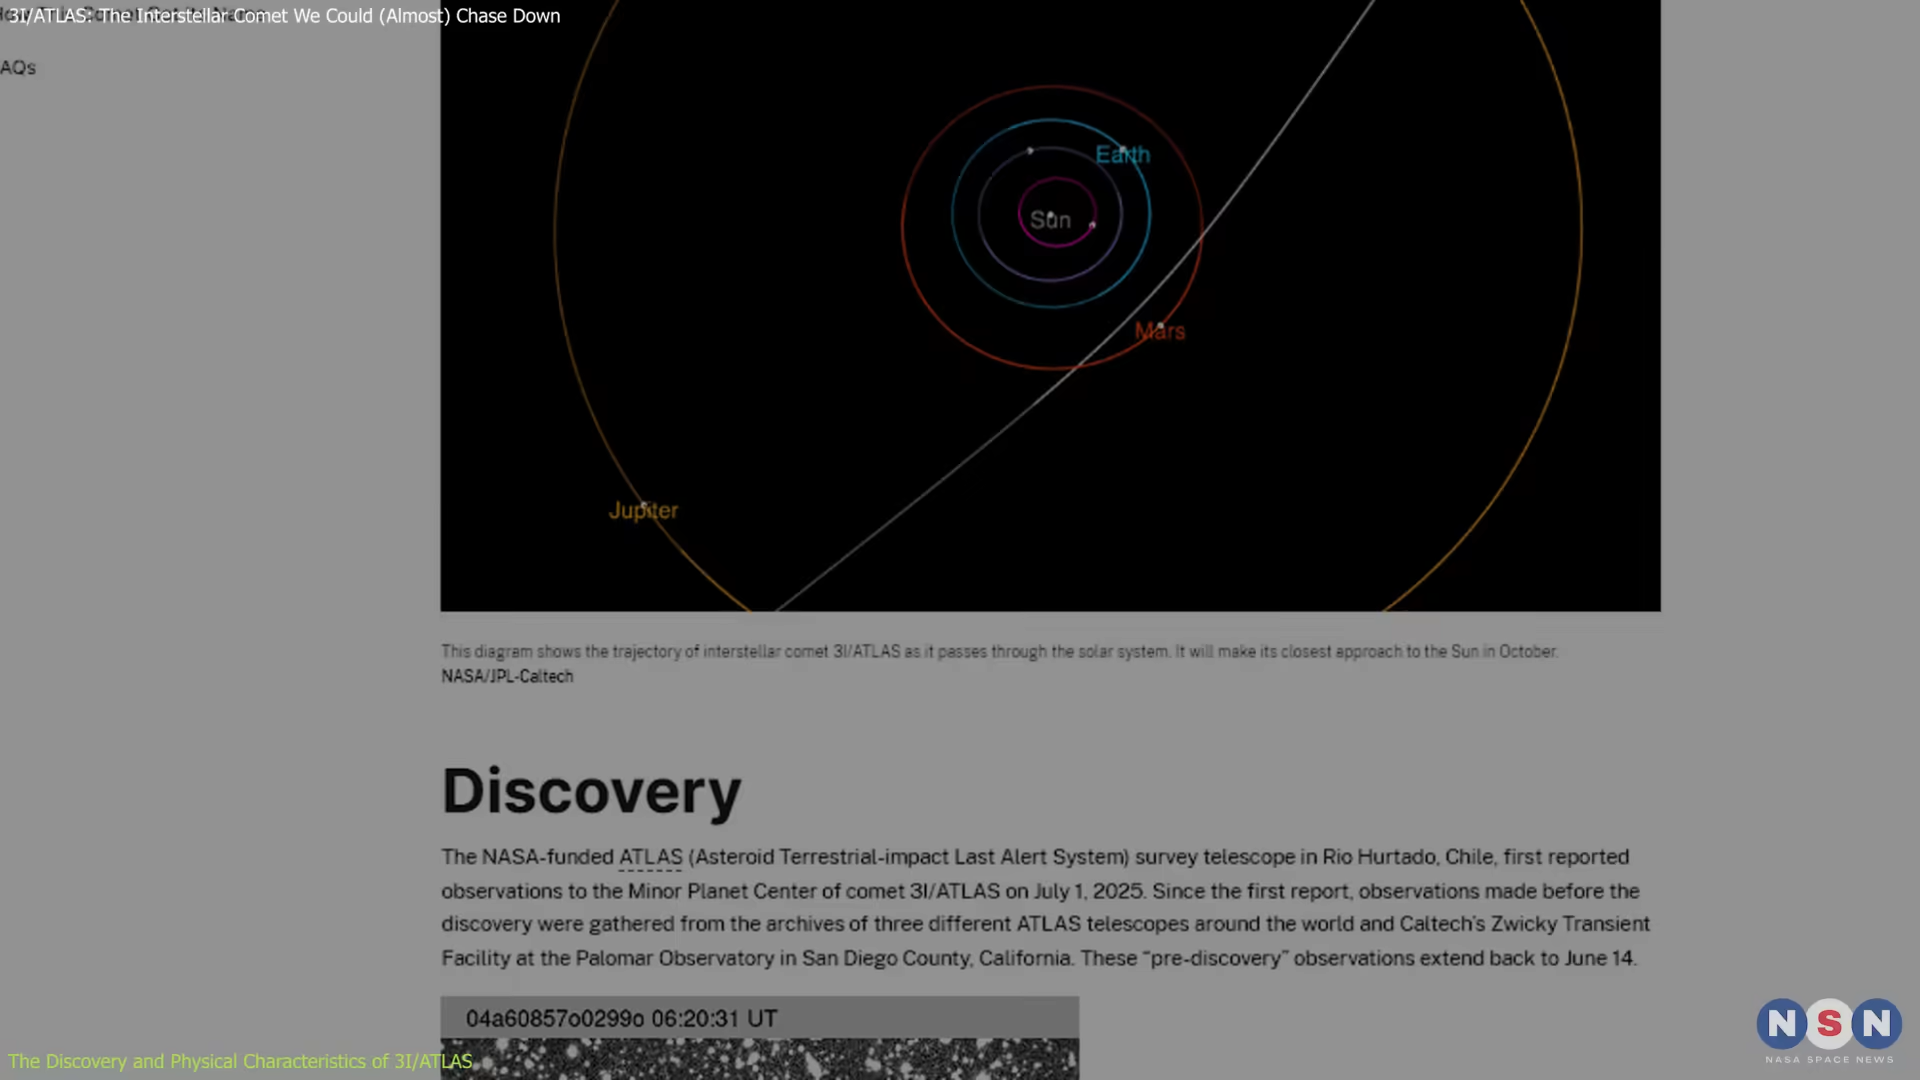 3I/ATLAS: The Interstellar Comet We Could (Almost) Chase Down
AQs
Earth
Sun
Mars
Jupiter
This diagram shows the trajectory of interstellar comet 3I/ATLAS as it passes through the solar system. It will make its closest approach to the Sun in October.
NASA/JPL-Caltech
Discovery
The NASA-funded ATLAS (Asteroid Terrestrial-impact Last Alert System) survey telescope in Rio Hurtado, Chile, first reported
observations to the Minor Planet Center of comet 3I/ATLAS on July 1, 2025. Since the first report, observations made before the
discovery were gathered from the archives of three different ATLAS telescopes around the world and Caltech's Zwicky Transient
Facility at the Palomar Observatory in San Diego County, California. These “pre-discovery” observations extend back to June 14.
04a60857o0299o 06:20:31 UT
The Discovery and Physical Characteristics of 3I/ATLAS
NSN
NASA SPACE NEWS